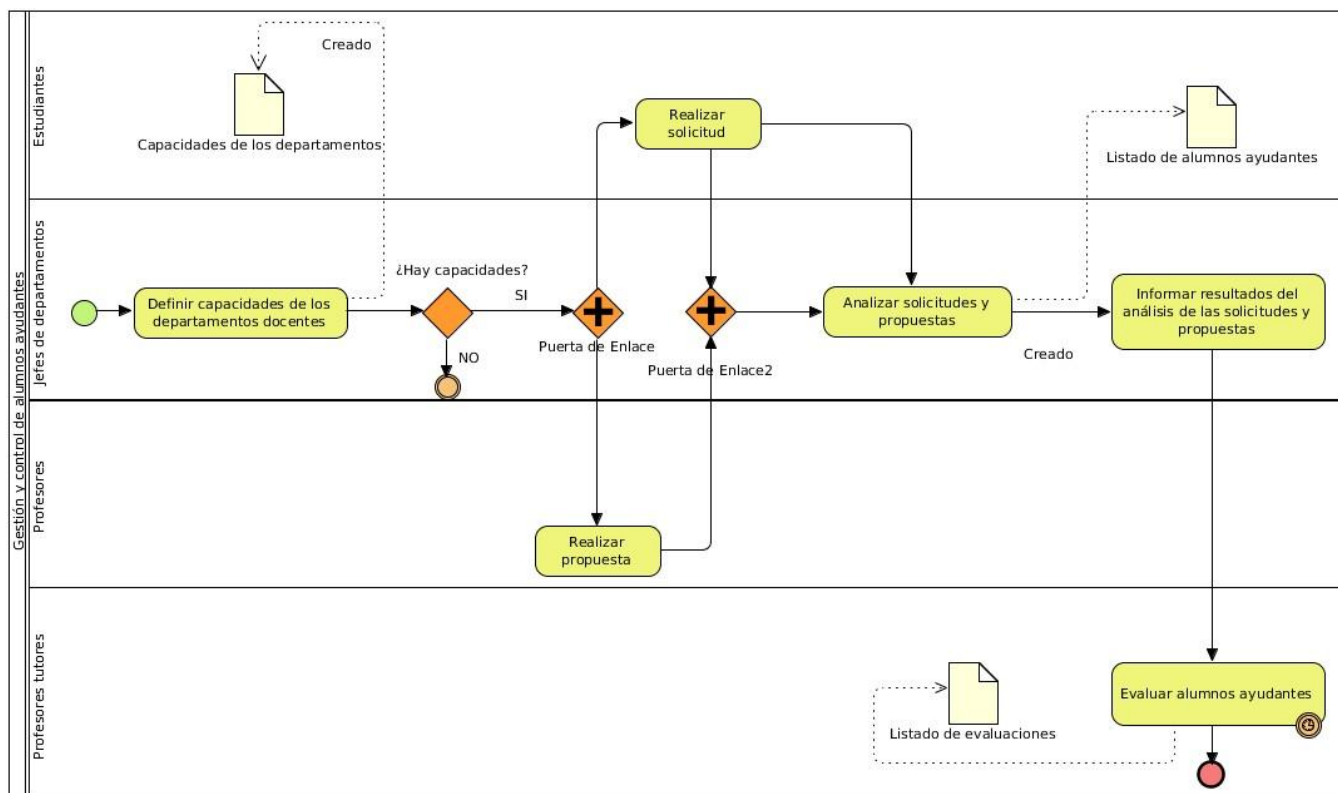 Gestión y control de alumnos ayudantes
Estudiantes
Creado
Capacidades de los departamentos
Realizar
solicitud
Listado de alumnos ayudantes
Jefes de departamentos
Definir capacidades de los
departamentos docentes
¿Hay capacidades?
SI
NO
Puerta de Enlace
Puerta de Enlace2
Analizar solicitudes y
propuestas
Creado
Informar resultados del
análisis de las solicitudes y
propuestas
Profesores
Realizar
propuesta
Profesores tutores
Listado de evaluaciones
Evaluar alumnos ayudantes